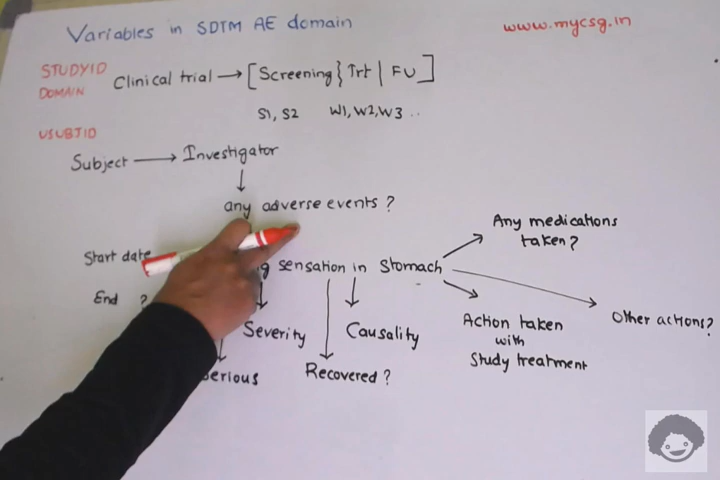 Variables in SDTM AE domain
www.mycsg.in
STUDYID
DOMAIN
Clinical trial → [Screening } Trt | FU ]
S1, S2 W1, W2, W3 ..
USUBJID
Subject → Investigator
any adverse events ?
Any medications
taken?
Start date
sensation in Stomach
End ?
Severity
Causality
Action taken
with
Study treatment
Other actions?
Serious
Recovered ?